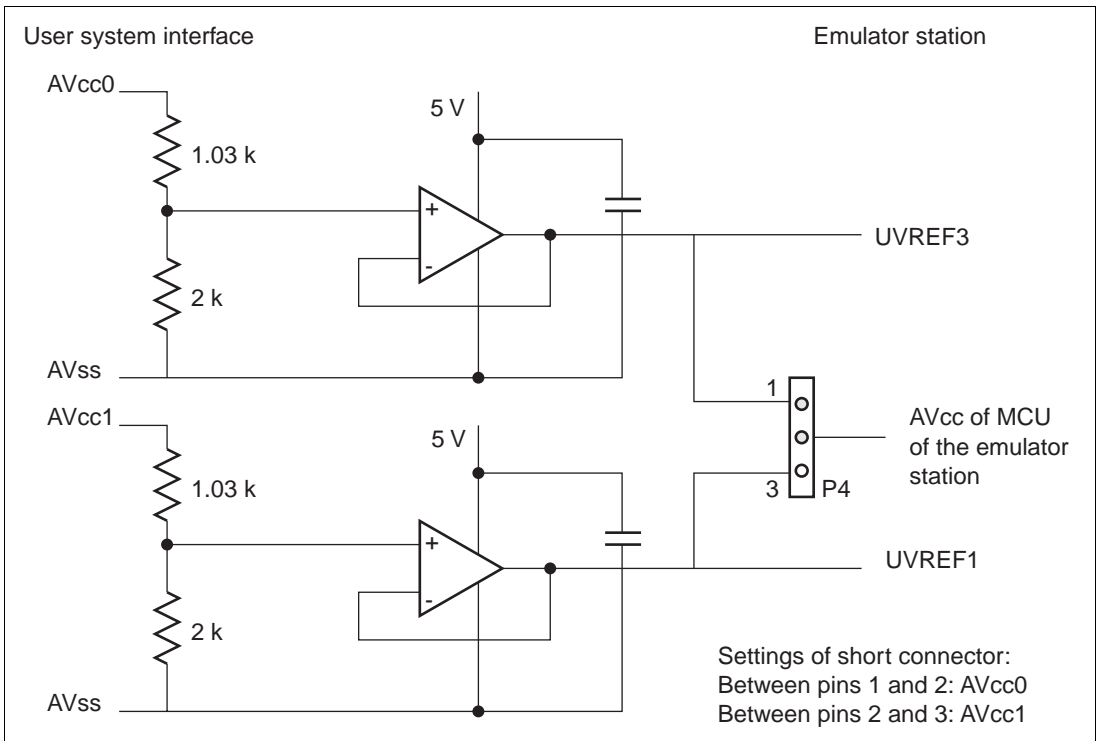 User system interface
Emulator station
AVcc0
5 V
1.03 k
+
-
UVREF3
2 k
AVss
1
AVcc of MCU
of the emulator
station
3
P4
AVcc1
5 V
1.03 k
+
-
UVREF1
2 k
AVss
Settings of short connector:
Between pins 1 and 2: AVcc0
Between pins 2 and 3: AVcc1